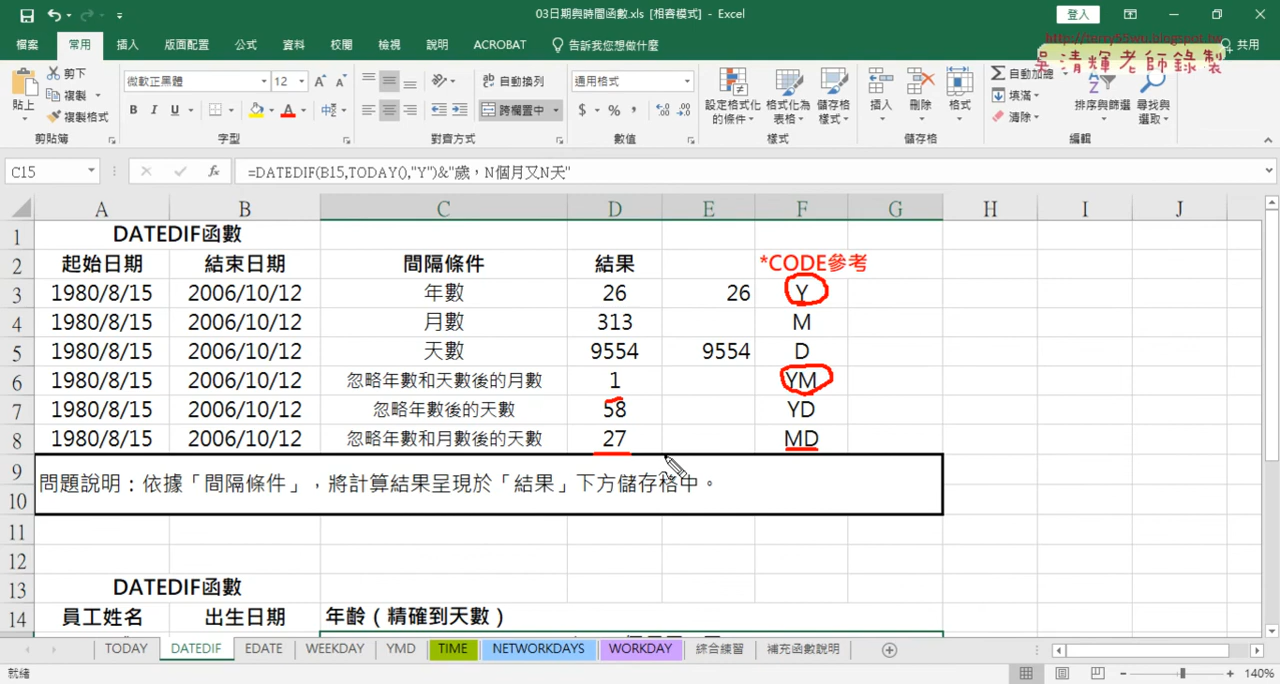 03日期與時間函數.xls [相容模式] - Excel
登入
http://terry55wu.blogspot.tw
吳清輝老師錄製
檔案 常用 插入 版面配置 公式 資料 校閱 檢視 說明 ACROBAT 告訴我您想做什麼 共用
貼上 剪下 複製 複製格式 剪貼簿
微軟正黑體 12 B I U A 中 字型
自動換列 跨欄置中 對齊方式
通用格式 $ % 數值
設定格式化的條件 格式化為表格 儲存格樣式 樣式
插入 刪除 格式 儲存格
自動加總 填滿 清除 排序與篩選 尋找與選取 編輯
C15 fx =DATEDIF(B15,TODAY(),"Y")&"歲，N個月又N天"
A B C D E F G H I J
1 DATEDIF函數
2 起始日期 結束日期 間隔條件 結果 *CODE參考
3 1980/8/15 2006/10/12 年數 26 26 Y
4 1980/8/15 2006/10/12 月數 313 M
5 1980/8/15 2006/10/12 天數 9554 9554 D
6 1980/8/15 2006/10/12 忽略年數和天數後的月數 1 YM
7 1980/8/15 2006/10/12 忽略年數後的天數 58 YD
8 1980/8/15 2006/10/12 忽略年數和月數後的天數 27 MD
9
10 問題說明：依據「間隔條件」，將計算結果呈現於「結果」下方儲存格中。
11
12
13 DATEDIF函數
14 員工姓名 出生日期 年齡（精確到天數）
TODAY DATEDIF EDATE WEEKDAY YMD TIME NETWORKDAYS WORKDAY 綜合練習 補充函數說明
就緒 140%